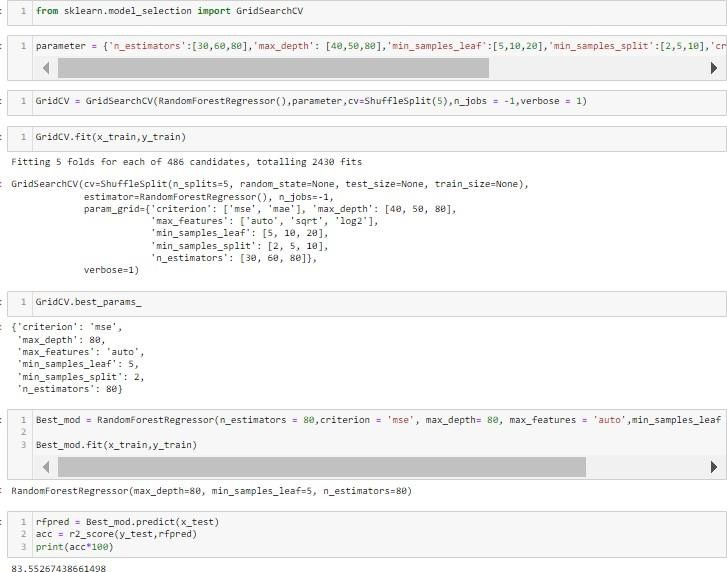 1 from sklearn.model_selection import GridSearchCV
1 parameter = {'n_estimators':[30,60,80],'max_depth': [40,50,80],'min_samples_leaf':[5,10,20],'min_samples_split':[2,5,10],'cr
1 GridCV = GridSearchCV(RandomForestRegressor(),parameter,cv=ShuffleSplit(5),n_jobs = -1,verbose = 1)
1 GridCV.fit(x_train,y_train)
Fitting 5 folds for each of 486 candidates, totalling 2430 fits
: GridSearchCV(cv=ShuffleSplit(n_splits=5, random_state=None, test_size=None, train_size=None),
estimator=RandomForestRegressor(), n_jobs=-1,
param_grid={'criterion': ['mse', 'mae'], 'max_depth': [40, 50, 80],
'max_features': ['auto', 'sqrt', 'log2'],
'min_samples_leaf': [5, 10, 20],
'min_samples_split': [2, 5, 10],
'n_estimators': [30, 60, 80]},
verbose=1)
1 GridCV.best_params_
: {'criterion': 'mse',
'max_depth': 80,
'max_features': 'auto',
'min_samples_leaf': 5,
'min_samples_split': 2,
'n_estimators': 80}
1 Best_mod = RandomForestRegressor(n_estimators = 80,criterion = 'mse', max_depth= 80, max_features = 'auto',min_samples_leaf
2
3 Best_mod.fit(x_train,y_train)
: RandomForestRegressor(max_depth=80, min_samples_leaf=5, n_estimators=80)
1 rfpred = Best_mod.predict(x_test)
2 acc = r2_score(y_test,rfpred)
3 print(acc*100)
83.55267438661498